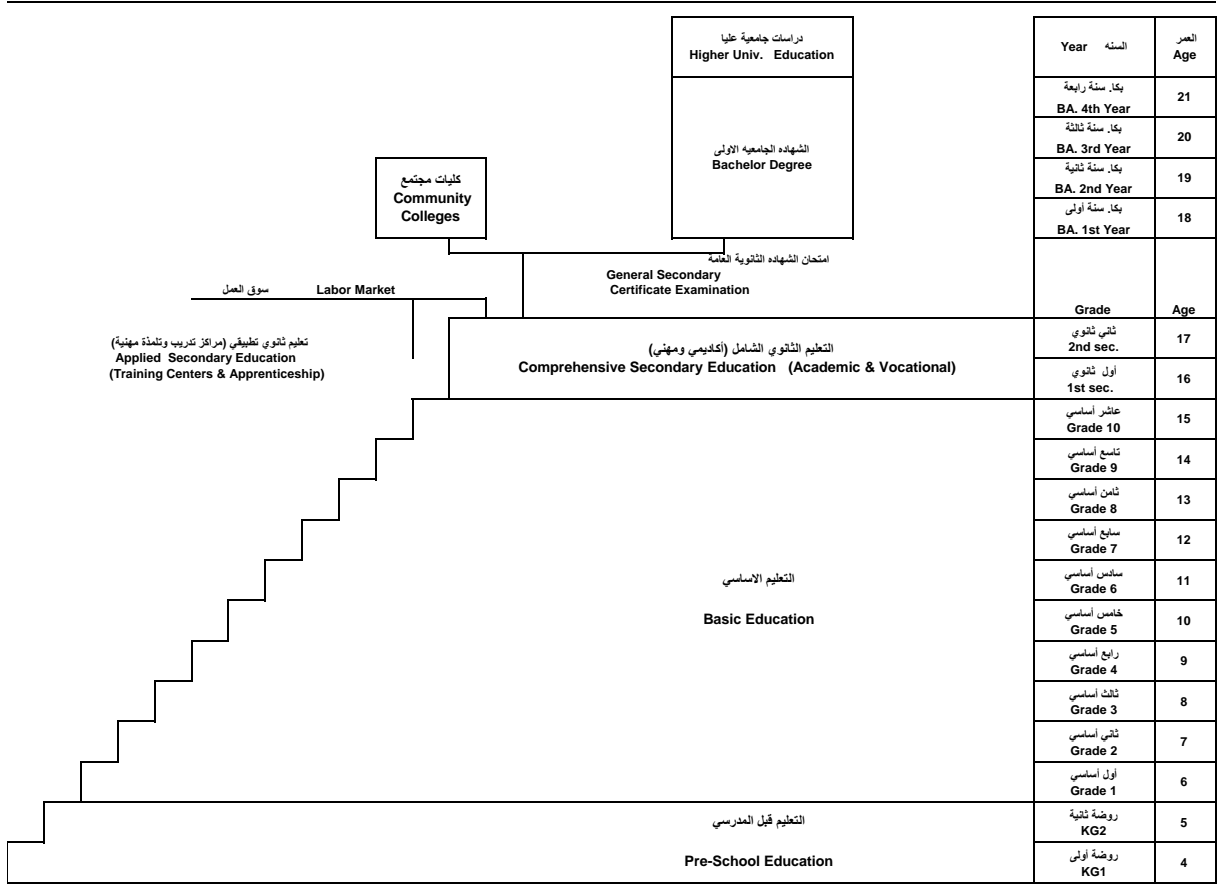 دراسات جامعية عليا
Higher Univ. Education
السنه Year
العمر
Age
بكا. سنة رابعة
BA. 4th Year
21
بكا. سنة ثالثة
BA. 3rd Year
20
الشهاده الجامعيه الاولى
Bachelor Degree
كليات مجتمع
Community
Colleges
بكا. سنة ثانية
BA. 2nd Year
19
بكا. سنة أولى
BA. 1st Year
18
امتحان الشهاده الثانوية العامة
General Secondary
Certificate Examination
سوق العمل Labor Market
Grade
Age
تعليم ثانوي تطبيقي (مراكز تدريب وتلمذة مهنية)
Applied Secondary Education
(Training Centers & Apprenticeship)
التعليم الثانوي الشامل (أكاديمي ومهني)
Comprehensive Secondary Education (Academic & Vocational)
ثاني ثانوي
2nd sec.
17
أول ثانوي
1st sec.
16
عاشر أساسي
Grade 10
15
تاسع أساسي
Grade 9
14
ثامن أساسي
Grade 8
13
سابع أساسي
Grade 7
12
التعليم الاساسي
Basic Education
سادس أساسي
Grade 6
11
خامس أساسي
Grade 5
10
رابع أساسي
Grade 4
9
ثالث أساسي
Grade 3
8
ثاني أساسي
Grade 2
7
أول أساسي
Grade 1
6
التعليم قبل المدرسي
Pre-School Education
روضة ثانية
KG2
5
روضة أولى
KG1
4